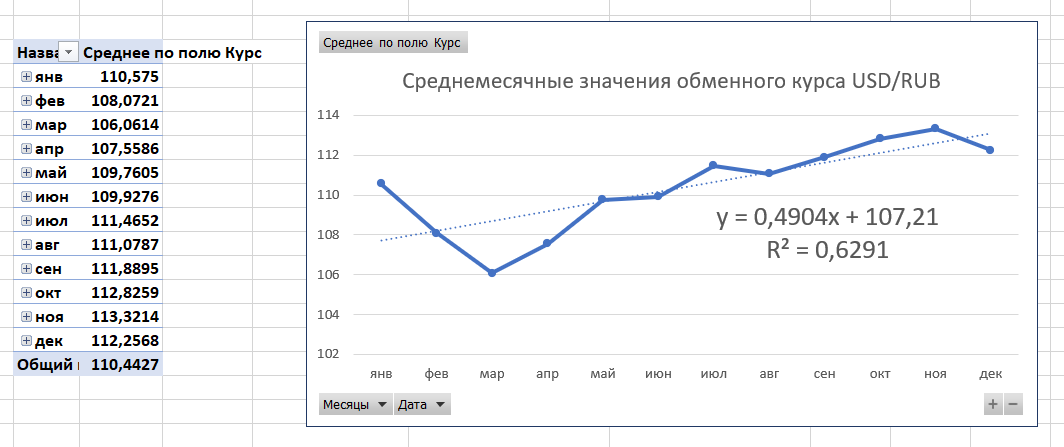 Назва Среднее по полю Курс
янв 110,575
фев 108,0721
мар 106,0614
апр 107,5586
май 109,7605
июн 109,9276
июл 111,4652
авг 111,0787
сен 111,8895
окт 112,8259
ноя 113,3214
дек 112,2568
Общий 110,4427
Среднее по полю Курс
Среднемесячные значения обменного курса USD/RUB
114
112
110
108
106
104
102
y = 0,4904x + 107,21
R² = 0,6291
янв фев мар апр май июн июл авг сен окт ноя дек
Месяцы Дата + −